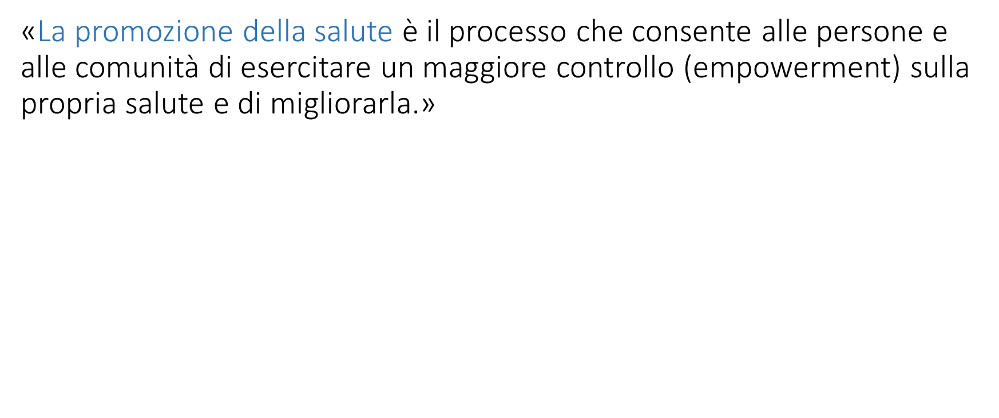 «La promozione della salute è il processo che consente alle persone e
alle comunità di esercitare un maggiore controllo (empowerment) sulla
propria salute e di migliorarla.»